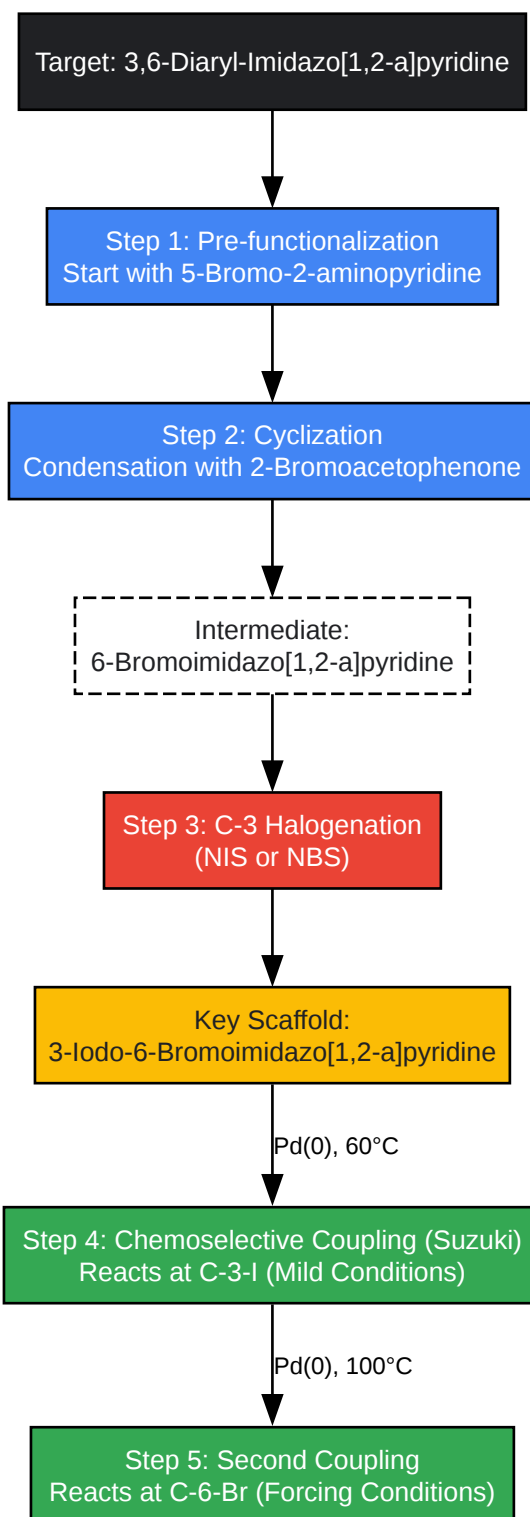 Target: 3,6-Diaryl-Imidazo[1,2-a]pyridine
Step 1: Pre-functionalization
Start with 5-Bromo-2-aminopyridine
Step 2: Cyclization
Condensation with 2-Bromoacetophenone
Intermediate:
6-Bromoimidazo[1,2-a]pyridine
Step 3: C-3 Halogenation
(NIS or NBS)
Key Scaffold:
3-Iodo-6-Bromoimidazo[1,2-a]pyridine
Pd(0), 60°C
Step 4: Chemoselective Coupling (Suzuki)
Reacts at C-3-I (Mild Conditions)
Pd(0), 100°C
Step 5: Second Coupling
Reacts at C-6-Br (Forcing Conditions)